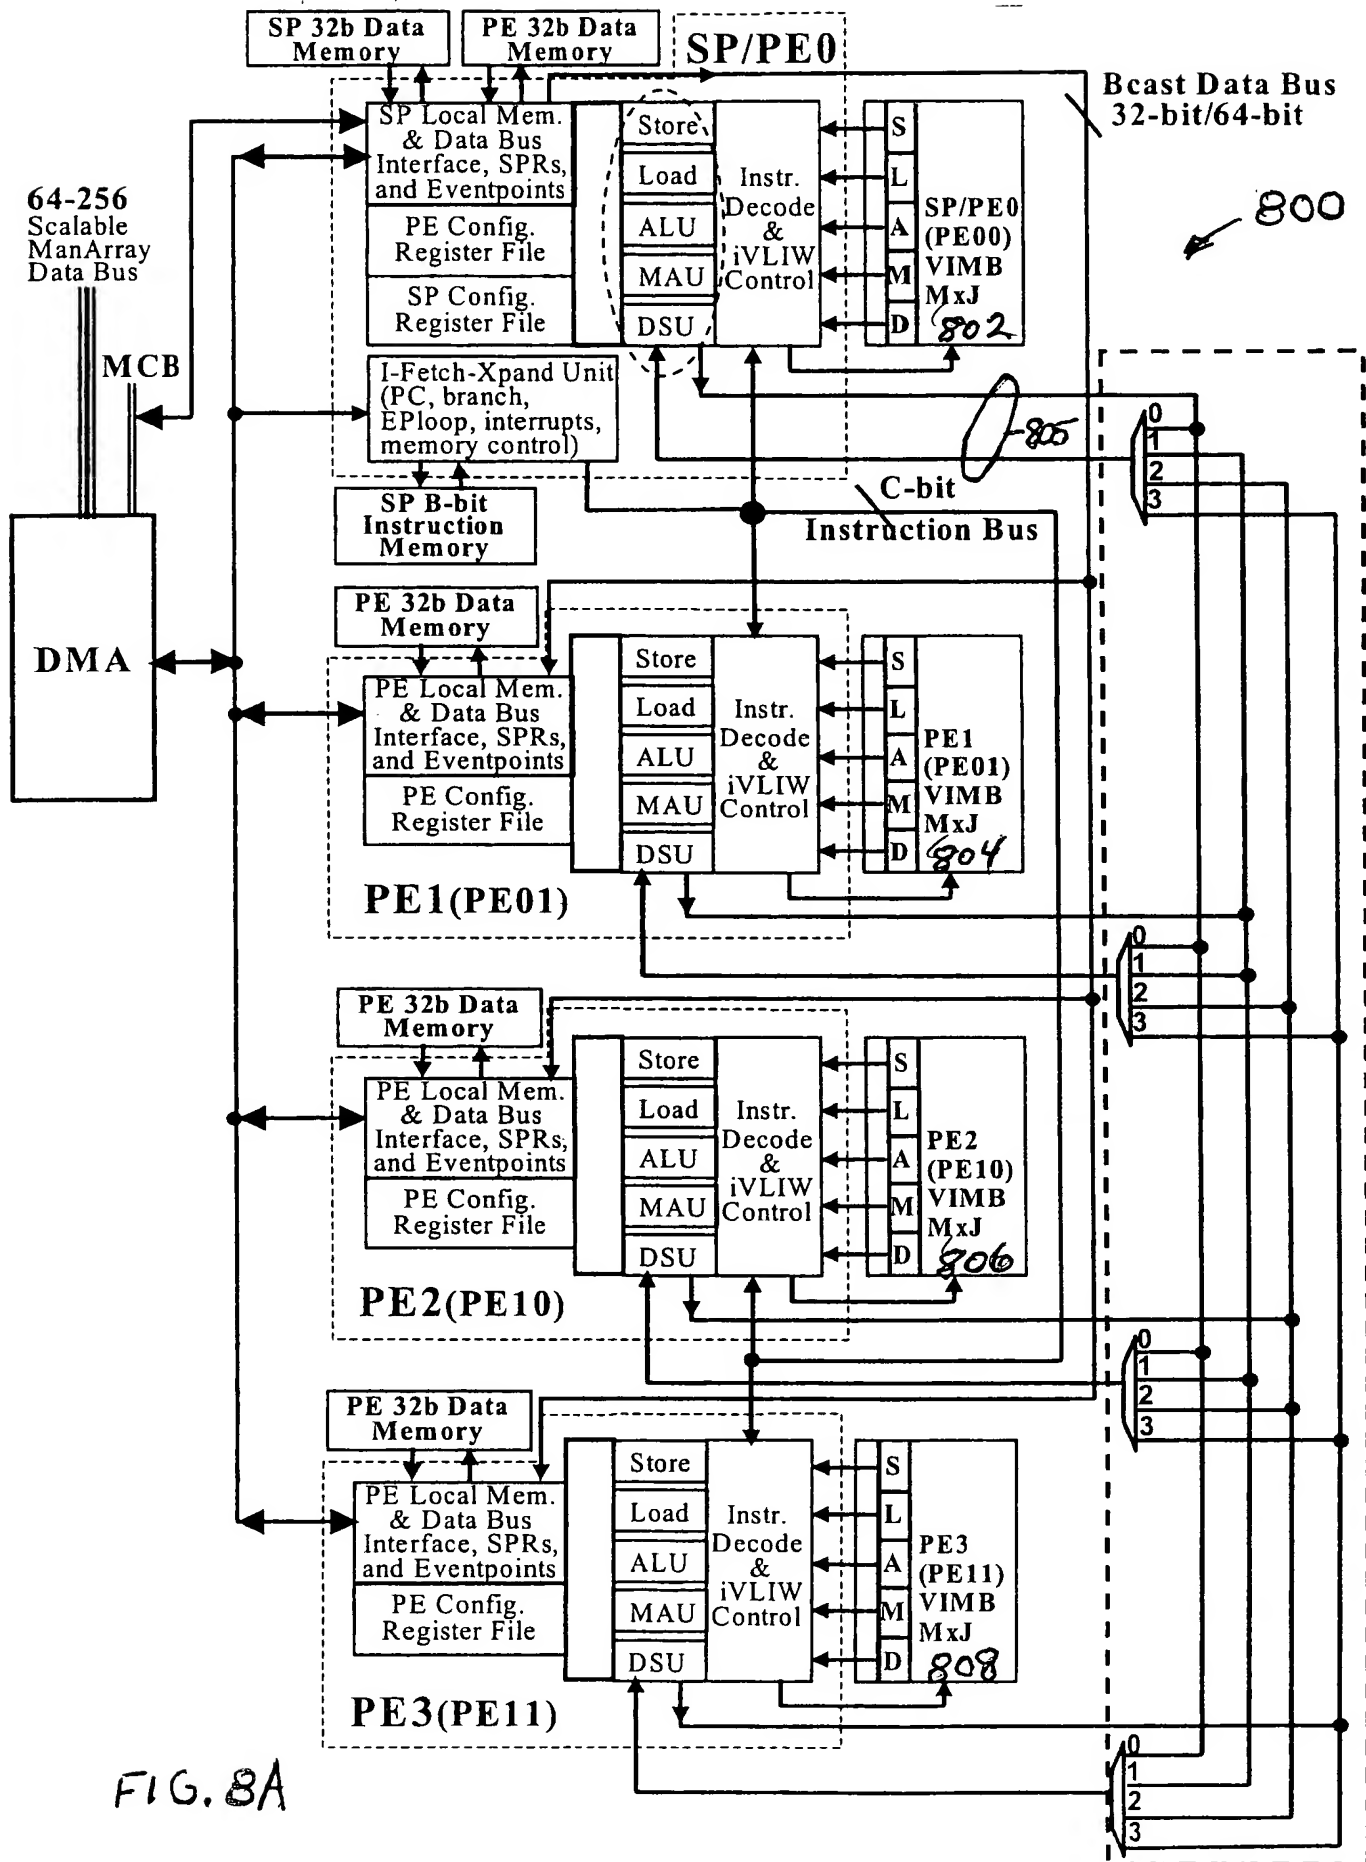 SP 32b Data
Memory
PE 32b Data
Memory
SP/PE0
Bcast Data Bus
32-bit/64-bit
800
64-256
Scalable
ManArray
Data Bus
MCB
DMA
SP Local Mem.
& Data Bus
Interface, SPRs,
and Eventpoints
PE Config.
Register File
SP Config.
Register File
Store
Load
ALU
MAU
DSU
Instr.
Decode
&
iVLIW
Control
S
L
A
M
D
SP/PE0
(PE00)
VIMB
MxJ
802
I-Fetch-Xpand Unit
(PC, branch,
EPloop, interrupts,
memory control)
SP B-bit
Instruction
Memory
805
C-bit
Instruction Bus
0
1
2
3
PE 32b Data
Memory
PE Local Mem.
& Data Bus
Interface, SPRs,
and Eventpoints
PE Config.
Register File
Store
Load
ALU
MAU
DSU
Instr.
Decode
&
iVLIW
Control
S
L
A
M
D
PE1
(PE01)
VIMB
MxJ
804
PE1(PE01)
0
1
2
3
PE 32b Data
Memory
PE Local Mem.
& Data Bus
Interface, SPRs,
and Eventpoints
PE Config.
Register File
Store
Load
ALU
MAU
DSU
Instr.
Decode
&
iVLIW
Control
S
L
A
M
D
PE2
(PE10)
VIMB
MxJ
806
PE2(PE10)
0
1
2
3
PE 32b Data
Memory
PE Local Mem.
& Data Bus
Interface, SPRs,
and Eventpoints
PE Config.
Register File
Store
Load
ALU
MAU
DSU
Instr.
Decode
&
iVLIW
Control
S
L
A
M
D
PE3
(PE11)
VIMB
MxJ
808
PE3(PE11)
0
1
2
3
FIG. 8A